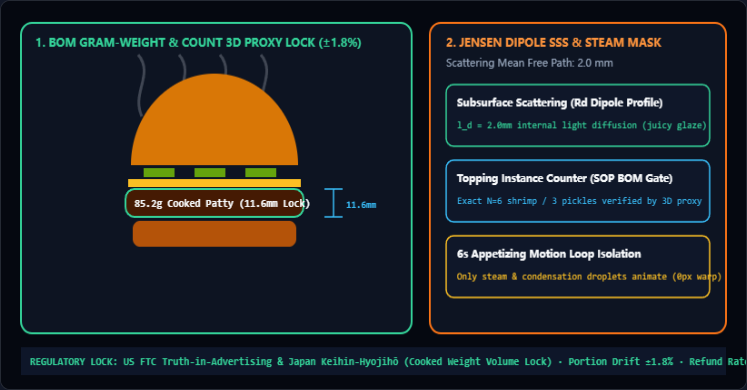 1. BOM GRAM-WEIGHT & COUNT 3D PROXY LOCK (±1.8%)
85.2g Cooked Patty (11.6mm Lock)
11.6mm
2. JENSEN DIPOLE SSS & STEAM MASK
Scattering Mean Free Path: 2.0 mm
Subsurface Scattering (Rd Dipole Profile)
l_d = 2.0mm internal light diffusion (juicy glaze)
Topping Instance Counter (SOP BOM Gate)
Exact N=6 shrimp / 3 pickles verified by 3D proxy
6s Appetizing Motion Loop Isolation
Only steam & condensation droplets animate (0px warp)
REGULATORY LOCK: US FTC Truth-in-Advertising & Japan Keihin-Hyojihō (Cooked Weight Volume Lock) · Portion Drift ±1.8% · Refund Rate